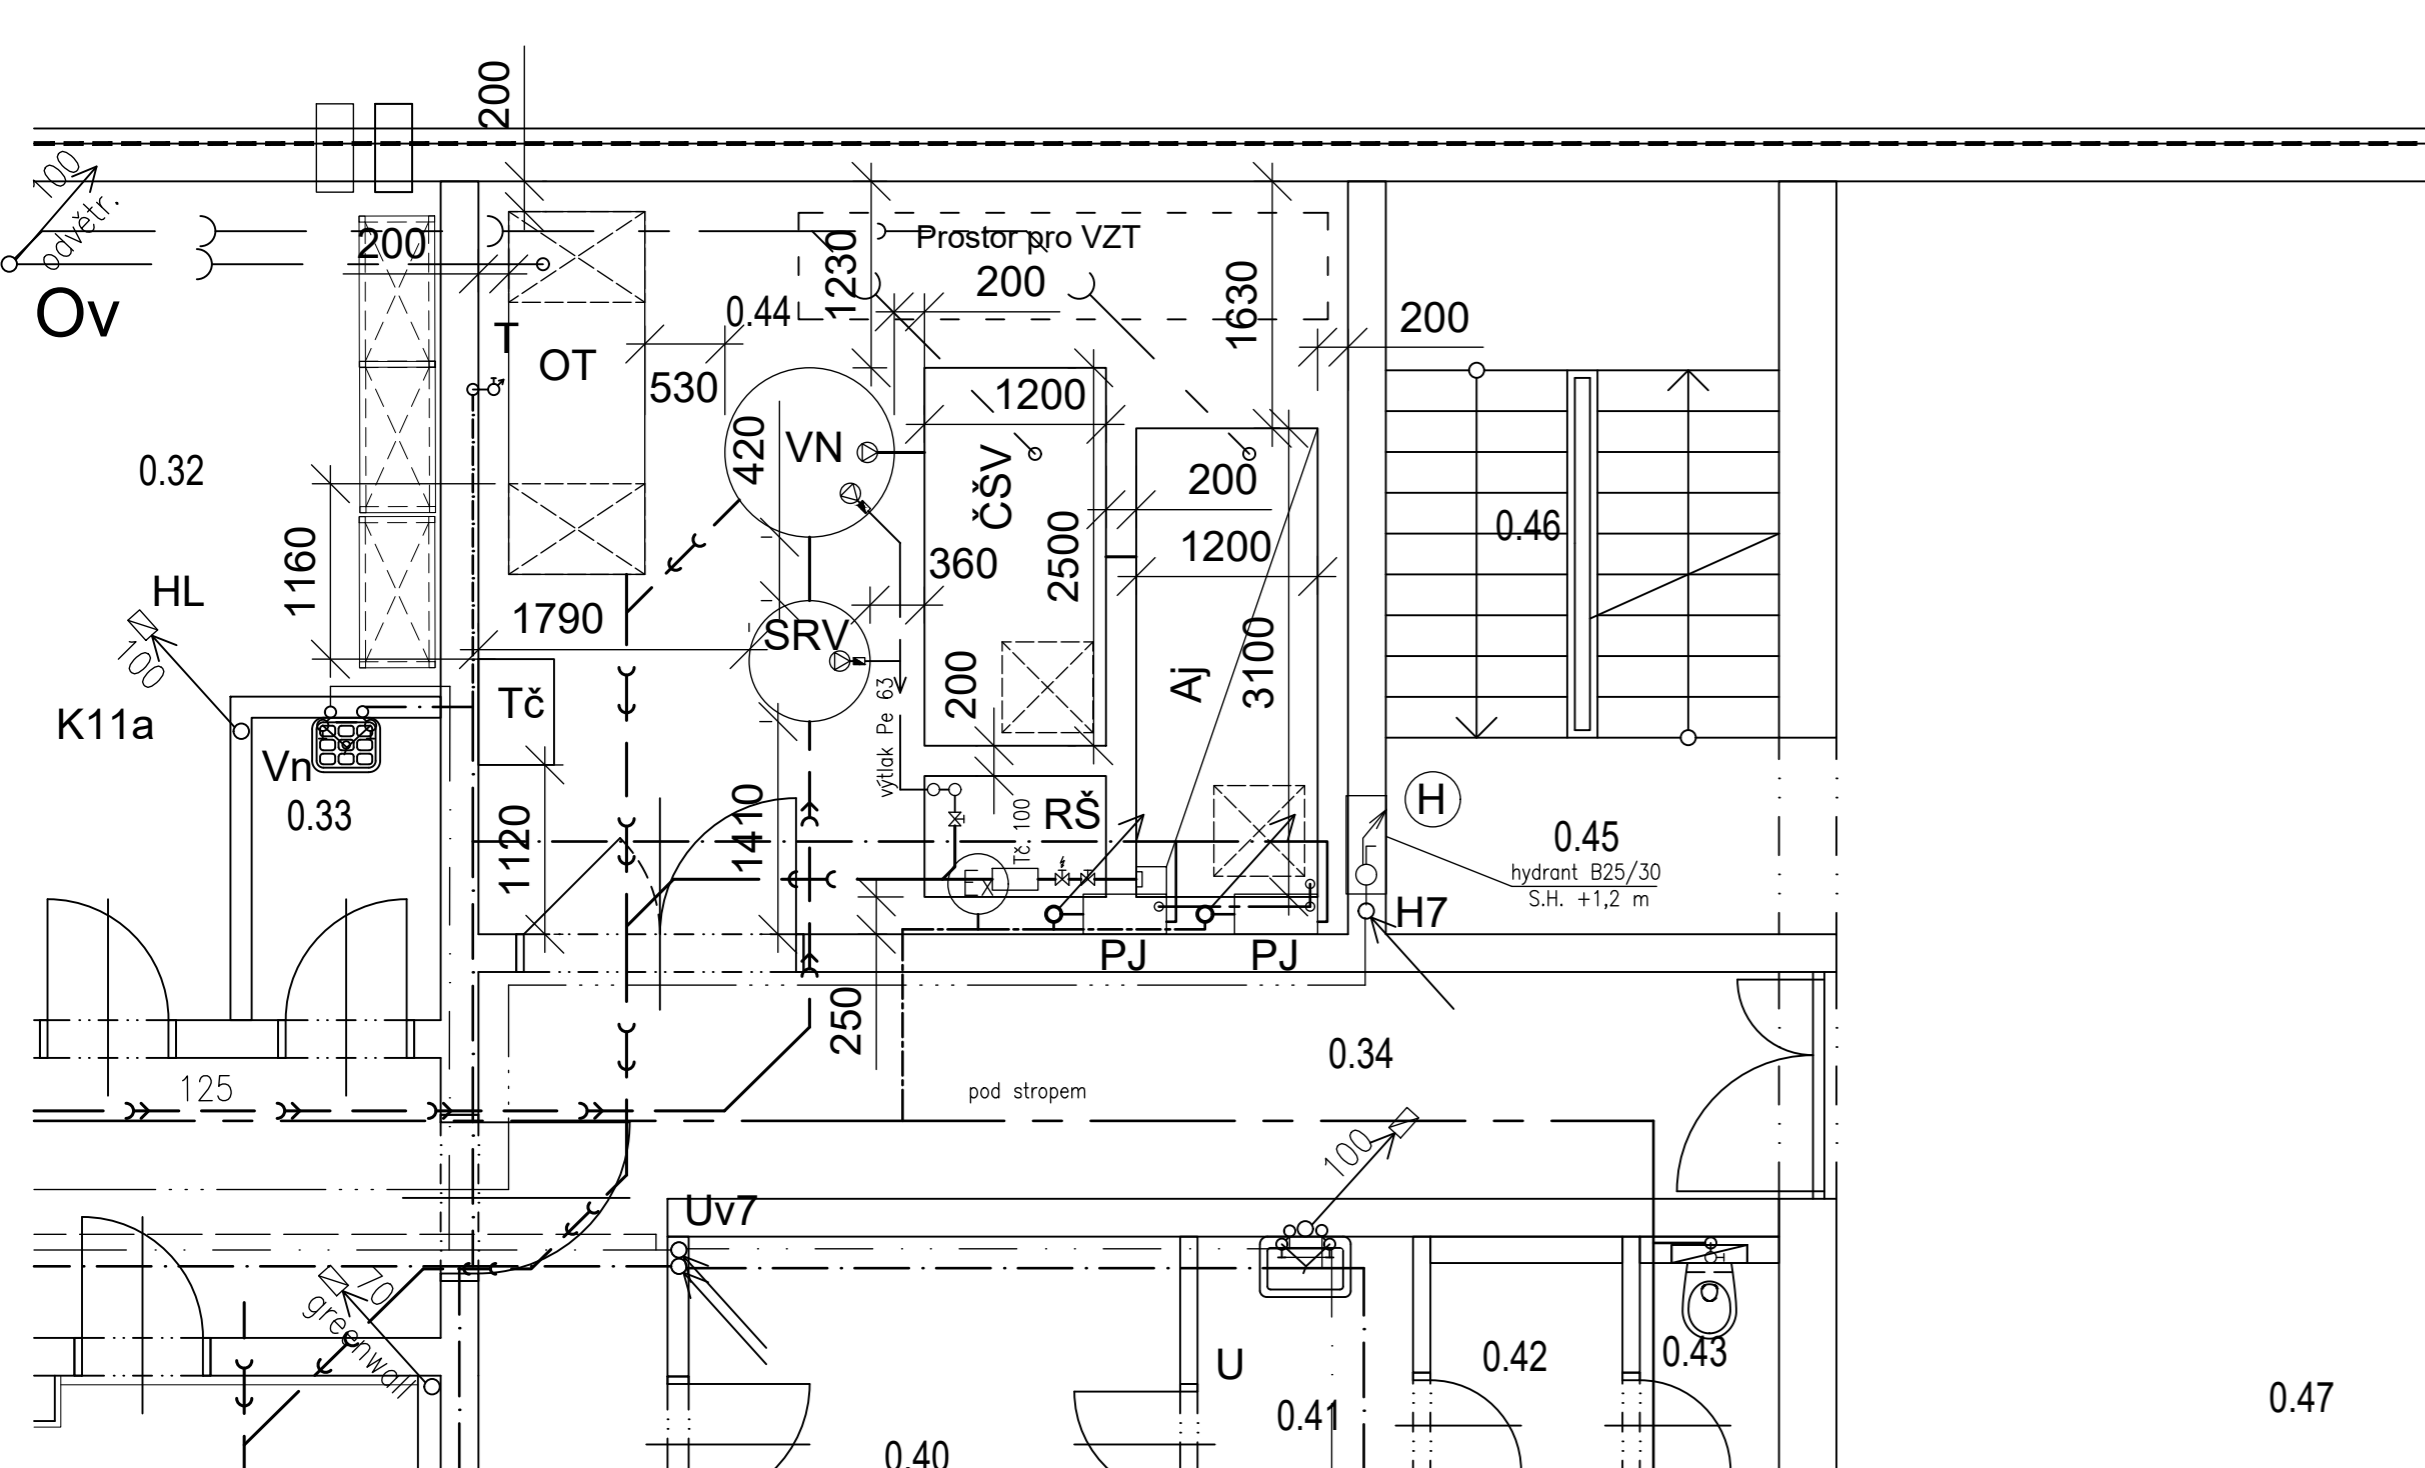 200
100
odvětr.
200
Ov
T
OT
530
0.44
1230
Prostor pro VZT
200
1630
200
420
VN
1200
ČŠV
200
1200
2500
360
0.32
1160
HL
100
1790
SRV
Tč
K11a
Vn
0.33
1120
1410
výtlak Pe 63
200
RŠ
Tč.100
Ex
Aj
3100
0.46
H
0.45
hydrant B25/30
S.H. +1,2 m
H7
PJ
PJ
250
125
pod stropem
0.34
100
Uv7
70
greenwall
U
0.40
0.41
0.42
0.43
0.47